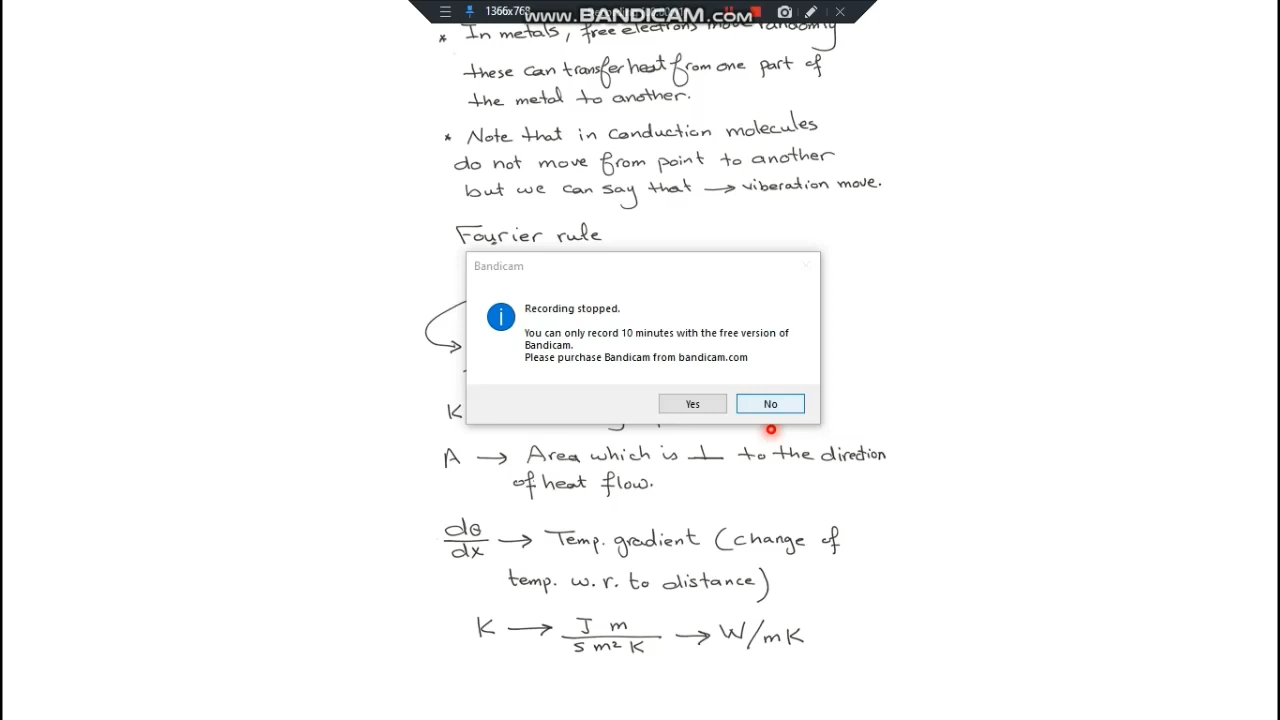 1366x768
www.BANDICAM.com
* In metals, free electrons move randomly
these can transfer heat from one part of
the metal to another.
* Note that in conduction molecules
do not move from point to another
but we can say that → viberation move.
Fourier rule
Bandicam
Recording stopped.
You can only record 10 minutes with the free version of
Bandicam.
Please purchase Bandicam from bandicam.com
Yes No
K
A → Area which is ⊥ to the direction
of heat flow.
dθ/dx → Temp. gradient (change of
temp. w.r. to distance)
K → J m / s m² K → W/mK